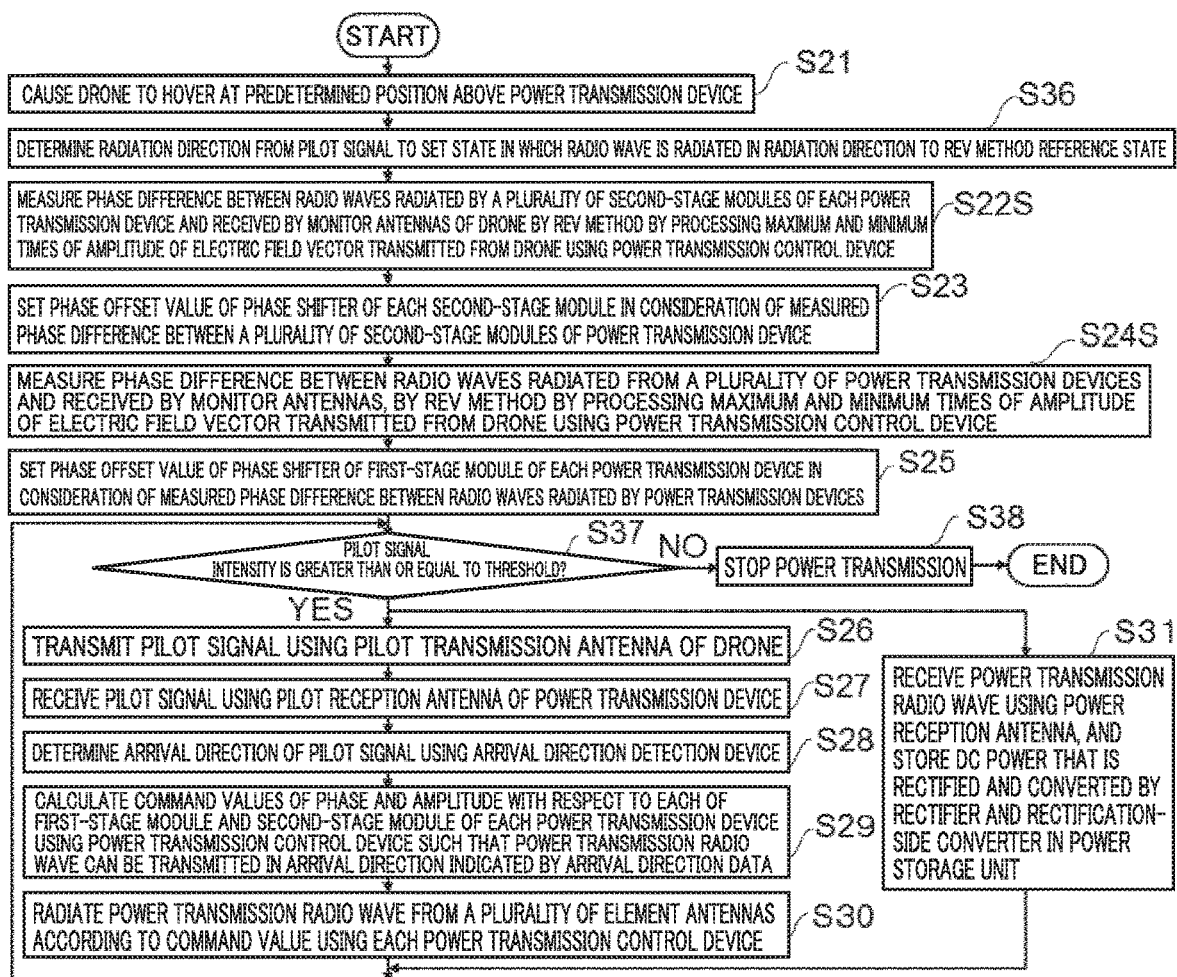 START
S21
CAUSE DRONE TO HOVER AT PREDETERMINED POSITION ABOVE POWER TRANSMISSION DEVICE
S36
DETERMINE RADIATION DIRECTION FROM PILOT SIGNAL TO SET STATE IN WHICH RADIO WAVE IS RADIATED IN RADIATION DIRECTION TO REV METHOD REFERENCE STATE
MEASURE PHASE DIFFERENCE BETWEEN RADIO WAVES RADIATED BY A PLURALITY OF SECOND-STAGE MODULES OF EACH POWER
TRANSMISSION DEVICE AND RECEIVED BY MONITOR ANTENNAS OF DRONE BY REV METHOD BY PROCESSING MAXIMUM AND MINIMUM
TIMES OF AMPLITUDE OF ELECTRIC FIELD VECTOR TRANSMITTED FROM DRONE USING POWER TRANSMISSION CONTROL DEVICE
S22S
S23
SET PHASE OFFSET VALUE OF PHASE SHIFTER OF EACH SECOND-STAGE MODULE IN CONSIDERATION OF MEASURED
PHASE DIFFERENCE BETWEEN A PLURALITY OF SECOND-STAGE MODULES OF POWER TRANSMISSION DEVICE
S24S
MEASURE PHASE DIFFERENCE BETWEEN RADIO WAVES RADIATED FROM A PLURALITY OF POWER TRANSMISSION DEVICES
AND RECEIVED BY MONITOR ANTENNAS, BY REV METHOD BY PROCESSING MAXIMUM AND MINIMUM TIMES OF AMPLITUDE
OF ELECTRIC FIELD VECTOR TRANSMITTED FROM DRONE USING POWER TRANSMISSION CONTROL DEVICE
S25
SET PHASE OFFSET VALUE OF PHASE SHIFTER OF FIRST-STAGE MODULE OF EACH POWER TRANSMISSION DEVICE IN
CONSIDERATION OF MEASURED PHASE DIFFERENCE BETWEEN RADIO WAVES RADIATED BY POWER TRANSMISSION DEVICES
S37
PILOT SIGNAL
INTENSITY IS GREATER THAN OR EQUAL TO THRESHOLD?
NO
S38
STOP POWER TRANSMISSION
END
YES
TRANSMIT PILOT SIGNAL USING PILOT TRANSMISSION ANTENNA OF DRONE
S26
RECEIVE PILOT SIGNAL USING PILOT RECEPTION ANTENNA OF POWER TRANSMISSION DEVICE
S27
DETERMINE ARRIVAL DIRECTION OF PILOT SIGNAL USING ARRIVAL DIRECTION DETECTION DEVICE
S28
CALCULATE COMMAND VALUES OF PHASE AND AMPLITUDE WITH RESPECT TO EACH OF
FIRST-STAGE MODULE AND SECOND-STAGE MODULE OF EACH POWER TRANSMISSION DEVICE
USING POWER TRANSMISSION CONTROL DEVICE SUCH THAT POWER TRANSMISSION RADIO
WAVE CAN BE TRANSMITTED IN ARRIVAL DIRECTION INDICATED BY ARRIVAL DIRECTION DATA
S29
RADIATE POWER TRANSMISSION RADIO WAVE FROM A PLURALITY OF ELEMENT ANTENNAS
ACCORDING TO COMMAND VALUE USING EACH POWER TRANSMISSION CONTROL DEVICE
S30
S31
RECEIVE POWER TRANSMISSION
RADIO WAVE USING POWER
RECEPTION ANTENNA, AND
STORE DC POWER THAT IS
RECTIFIED AND CONVERTED BY
RECTIFIER AND RECTIFICATION-
SIDE CONVERTER IN POWER
STORAGE UNIT